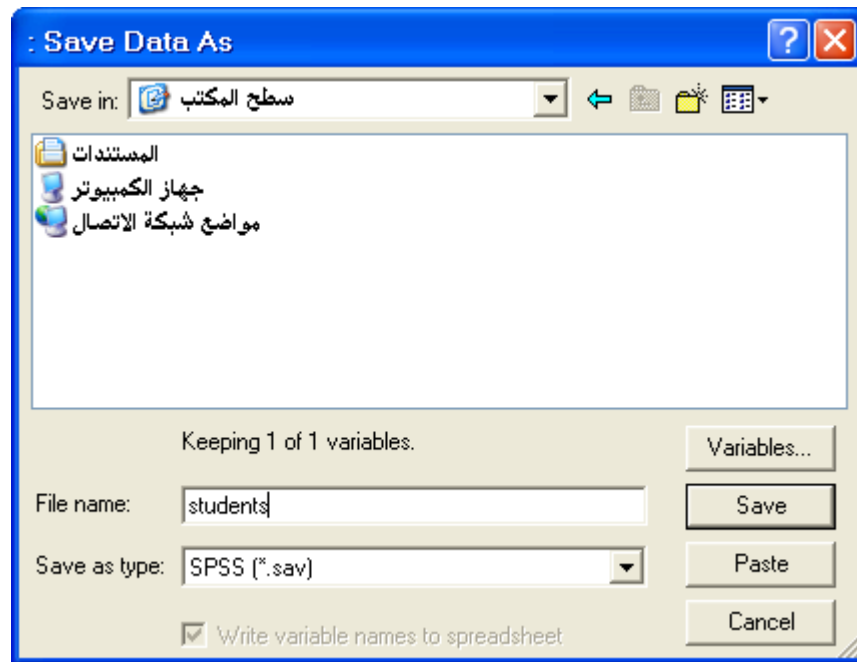 : Save Data As
Save in: سطح المكتب
المستندات
جهاز الكمبيوتر
مواضع شبكة الاتصال
Keeping 1 of 1 variables.
Variables...
File name: students
Save
Save as type: SPSS (*.sav)
Paste
Write variable names to spreadsheet
Cancel